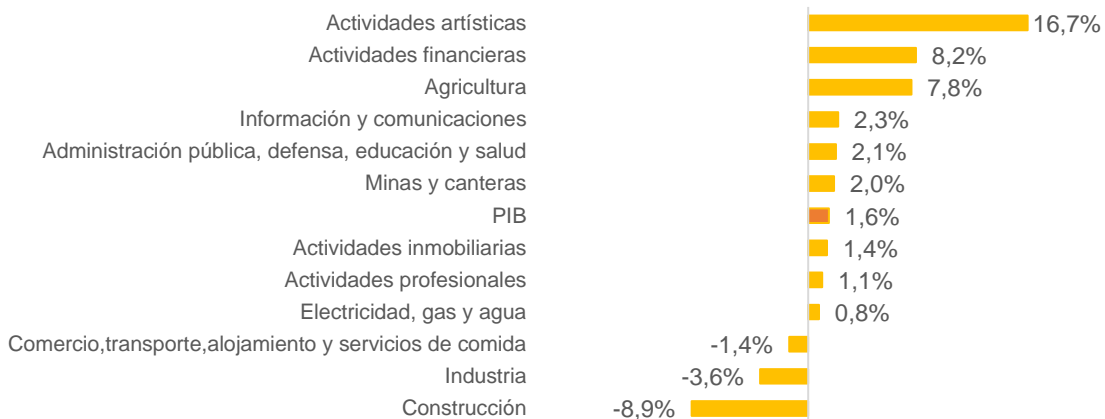 Actividades artísticas 16,7%
Actividades financieras 8,2%
Agricultura 7,8%
Información y comunicaciones 2,3%
Administración pública, defensa, educación y salud 2,1%
Minas y canteras 2,0%
PIB 1,6%
Actividades inmobiliarias 1,4%
Actividades profesionales 1,1%
Electricidad, gas y agua 0,8%
Comercio,transporte,alojamiento y servicios de comida -1,4%
Industria -3,6%
Construcción -8,9%